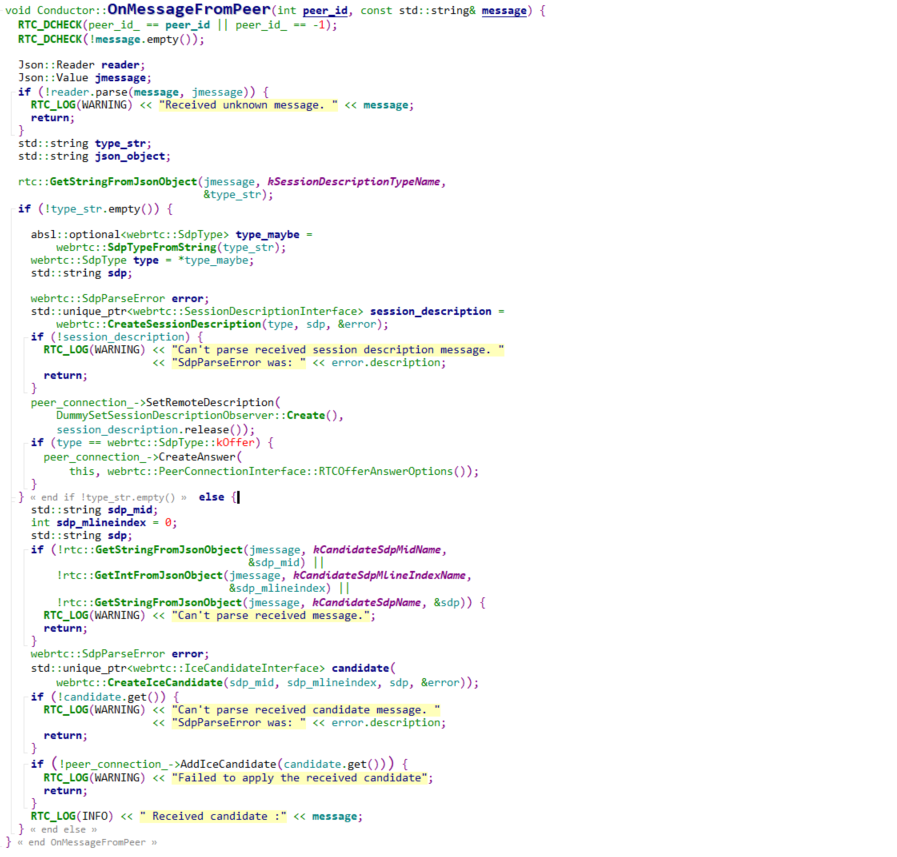 void Conductor::OnMessageFromPeer(int peer_id, const std::string& message) {
  RTC_DCHECK(peer_id_ == peer_id || peer_id_ == -1);
  RTC_DCHECK(!message.empty());

  Json::Reader reader;
  Json::Value jmessage;
  if (!reader.parse(message, jmessage)) {
    RTC_LOG(WARNING) << "Received unknown message. " << message;
    return;
  }
  std::string type_str;
  std::string json_object;

  rtc::GetStringFromJsonObject(jmessage, kSessionDescriptionTypeName,
                               &type_str);
  if (!type_str.empty()) {

    absl::optional<webrtc::SdpType> type_maybe =
        webrtc::SdpTypeFromString(type_str);
    webrtc::SdpType type = *type_maybe;
    std::string sdp;

    webrtc::SdpParseError error;
    std::unique_ptr<webrtc::SessionDescriptionInterface> session_description =
        webrtc::CreateSessionDescription(type, sdp, &error);
    if (!session_description) {
      RTC_LOG(WARNING) << "Can't parse received session description message. "
                       << "SdpParseError was: " << error.description;
      return;
    }
    peer_connection_->SetRemoteDescription(
        DummySetSessionDescriptionObserver::Create(),
        session_description.release());
    if (type == webrtc::SdpType::kOffer) {
      peer_connection_->CreateAnswer(
          this, webrtc::PeerConnectionInterface::RTCOfferAnswerOptions());
    }
  } « end if !type_str.empty() » else {
    std::string sdp_mid;
    int sdp_mlineindex = 0;
    std::string sdp;
    if (!rtc::GetStringFromJsonObject(jmessage, kCandidateSdpMidName,
                                      &sdp_mid) ||
        !rtc::GetIntFromJsonObject(jmessage, kCandidateSdpMlineIndexName,
                                   &sdp_mlineindex) ||
        !rtc::GetStringFromJsonObject(jmessage, kCandidateSdpName, &sdp)) {
      RTC_LOG(WARNING) << "Can't parse received message.";
      return;
    }
    webrtc::SdpParseError error;
    std::unique_ptr<webrtc::IceCandidateInterface> candidate(
        webrtc::CreateIceCandidate(sdp_mid, sdp_mlineindex, sdp, &error));
    if (!candidate.get()) {
      RTC_LOG(WARNING) << "Can't parse received candidate message. "
                       << "SdpParseError was: " << error.description;
      return;
    }
    if (!peer_connection_->AddIceCandidate(candidate.get())) {
      RTC_LOG(WARNING) << "Failed to apply the received candidate";
      return;
    }
    RTC_LOG(INFO) << " Received candidate :" << message;
  } « end else »
} « end OnMessageFromPeer »